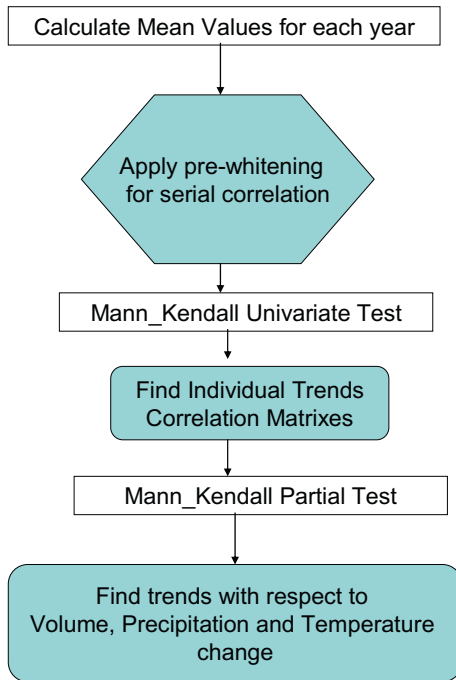 Calculate Mean Values for each year
Apply pre-whitening
for serial correlation
Mann_Kendall Univariate Test
Find Individual Trends
Correlation Matrixes
Mann_Kendall Partial Test
Find trends with respect to
Volume, Precipitation and Temperature
change